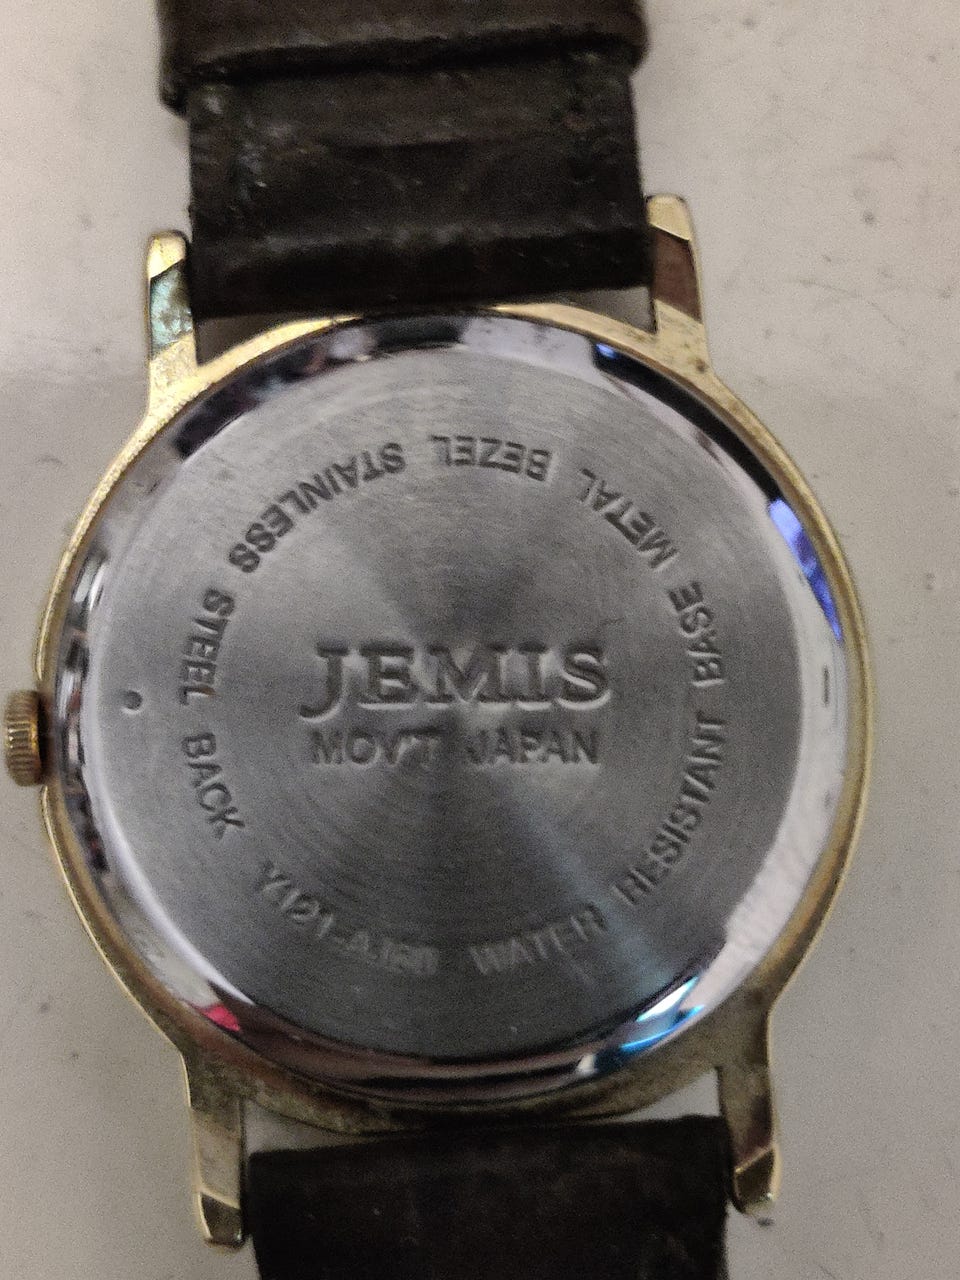 JEMIS
MOV'T JAPAN
WATER RESISTANT BASE METAL BEZEL STAINLESS STEEL BACK